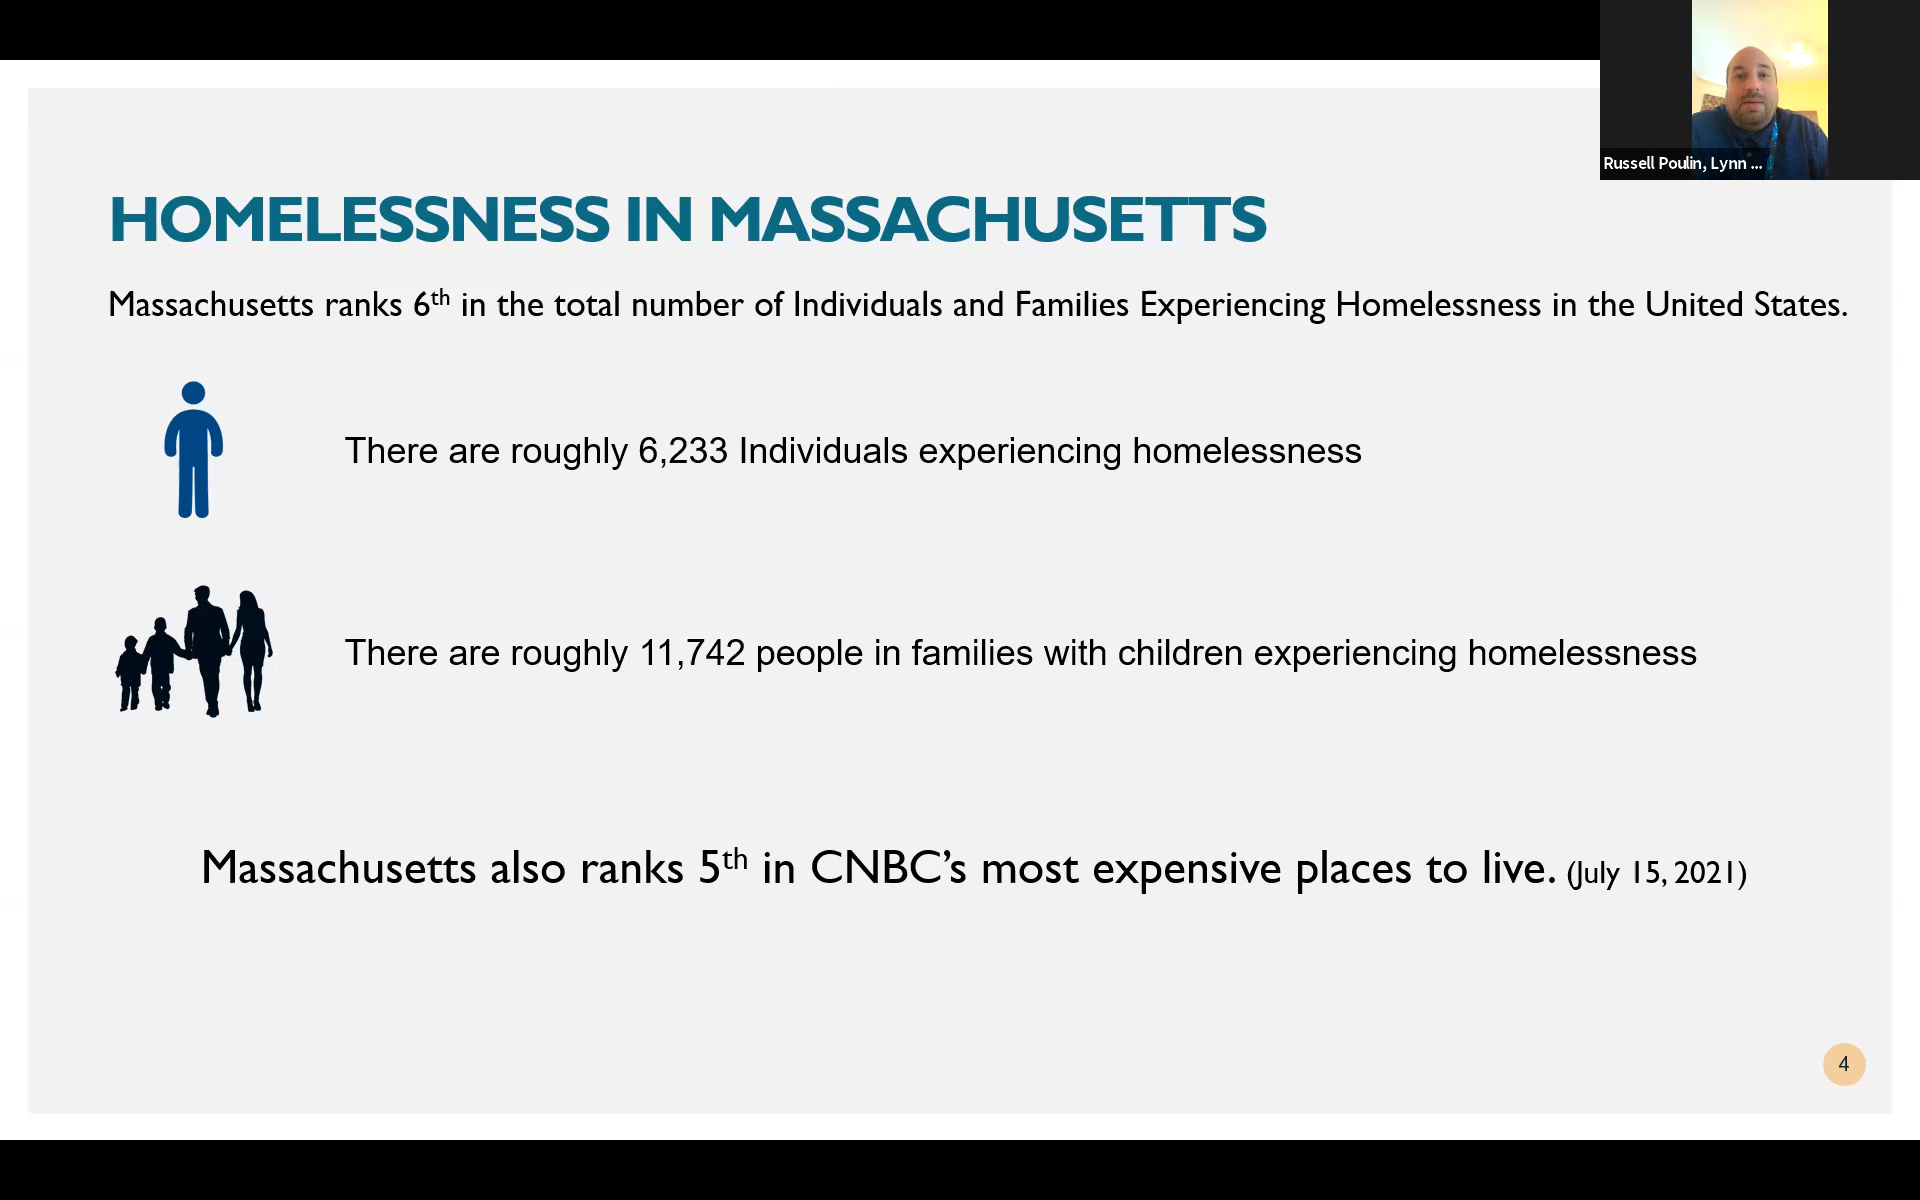 Russell Poulin, Lynn ...
HOMELESSNESS IN MASSACHUSETTS
Massachusetts ranks 6th in the total number of Individuals and Families Experiencing Homelessness in the United States.
There are roughly 6,233 Individuals experiencing homelessness
There are roughly 11,742 people in families with children experiencing homelessness
Massachusetts also ranks 5th in CNBC’s most expensive places to live. (July 15, 2021)
4